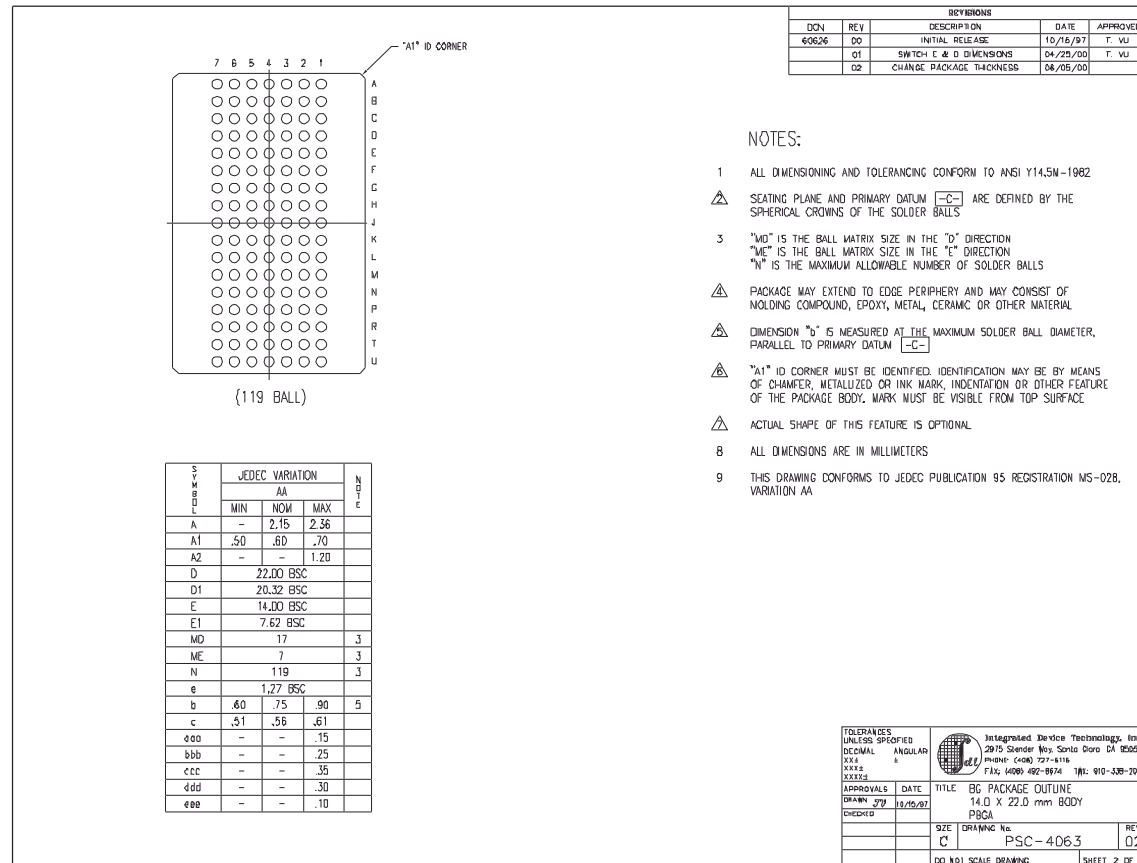 REVISIONS
DCN REV DESCRIPTION DATE APPROVED
60626 00 INITIAL RELEASE 10/15/97 T. VU
01 SWITCH E & D DIMENSIONS 04/25/00 T. VU
02 CHANGE PACKAGE THICKNESS 06/05/00
"A1" ID CORNER
7 6 5 4 3 2 1
A
B
C
D
E
F
G
H
J
K
L
M
N
P
R
T
U
(119 BALL)
NOTES:
1 ALL DIMENSIONING AND TOLERANCING CONFORM TO ANSI Y14.5M-1982
2 SEATING PLANE AND PRIMARY DATUM -C- ARE DEFINED BY THE
SPHERICAL CROWNS OF THE SOLDER BALLS
3 "MD" IS THE BALL MATRIX SIZE IN THE "D" DIRECTION
"ME" IS THE BALL MATRIX SIZE IN THE "E" DIRECTION
"N" IS THE MAXIMUM ALLOWABLE NUMBER OF SOLDER BALLS
4 PACKAGE MAY EXTEND TO EDGE PERIPHERY AND MAY CONSIST OF
MOLDING COMPOUND, EPOXY, METAL, CERAMIC OR OTHER MATERIAL
5 DIMENSION "b" IS MEASURED AT THE MAXIMUM SOLDER BALL DIAMETER,
PARALLEL TO PRIMARY DATUM -C-
6 "A1" ID CORNER MUST BE IDENTIFIED. IDENTIFICATION MAY BE BY MEANS
OF CHAMFER, METALLIZED OR INK MARK, INDENTATION OR OTHER FEATURE
OF THE PACKAGE BODY. MARK MUST BE VISIBLE FROM TOP SURFACE
7 ACTUAL SHAPE OF THIS FEATURE IS OPTIONAL
8 ALL DIMENSIONS ARE IN MILLIMETERS
9 THIS DRAWING CONFORMS TO JEDEC PUBLICATION 95 REGISTRATION MS-028,
VARIATION AA
SYMBOL JEDEC VARIATION NOTE
AA
MIN NOM MAX
A - 2.15 2.36
A1 .50 .60 .70
A2 - - 1.20
D 22.00 BSC
D1 20.32 BSC
E 14.00 BSC
E1 7.62 BSC
MD 17 3
ME 7 3
N 119 3
e 1.27 BSC
b .60 .75 .90 5
c .51 .56 .61
aaa - - .15
bbb - - .25
ccc - - .35
ddd - - .30
eee - - .10
TOLERANCES
UNLESS SPECIFIED
DECIMAL ANGULAR
XX± ±
XXX±
XXXX±
Integrated Device Technology, Inc
2975 Stender Way, Santa Clara CA 9505
PHONE: (408) 727-6116
FAX: (408) 492-8674 TWX: 910-338-20
APPROVALS DATE
DRAWN 10/15/97
CHECKED
TITLE BG PACKAGE OUTLINE
14.0 X 22.0 mm BODY
PBGA
SIZE DRAWING No. REV
C PSC-4063 02
DO NOT SCALE DRAWING SHEET 2 OF